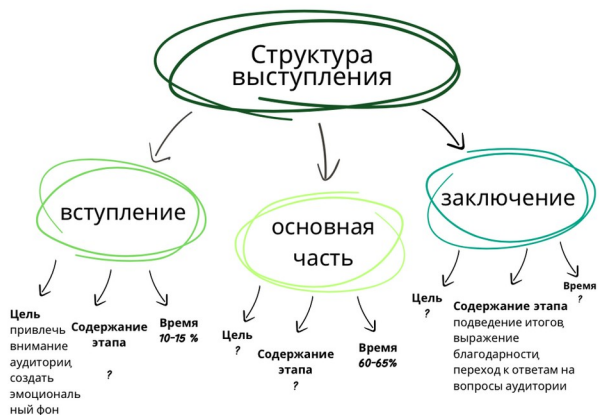 Структура
выступления
вступление
основная
часть
заключение
Цель
привлечь
внимание
аудитории,
создать
эмоциональ
ный фон
Содержание
этапа
?
Время
10-15 %
Цель
?
Содержание
этапа
?
Время
60-65%
Цель
?
Содержание этапа
подведение итогов,
выражение
благодарности,
переход к ответам на
вопросы аудитории
Время
?